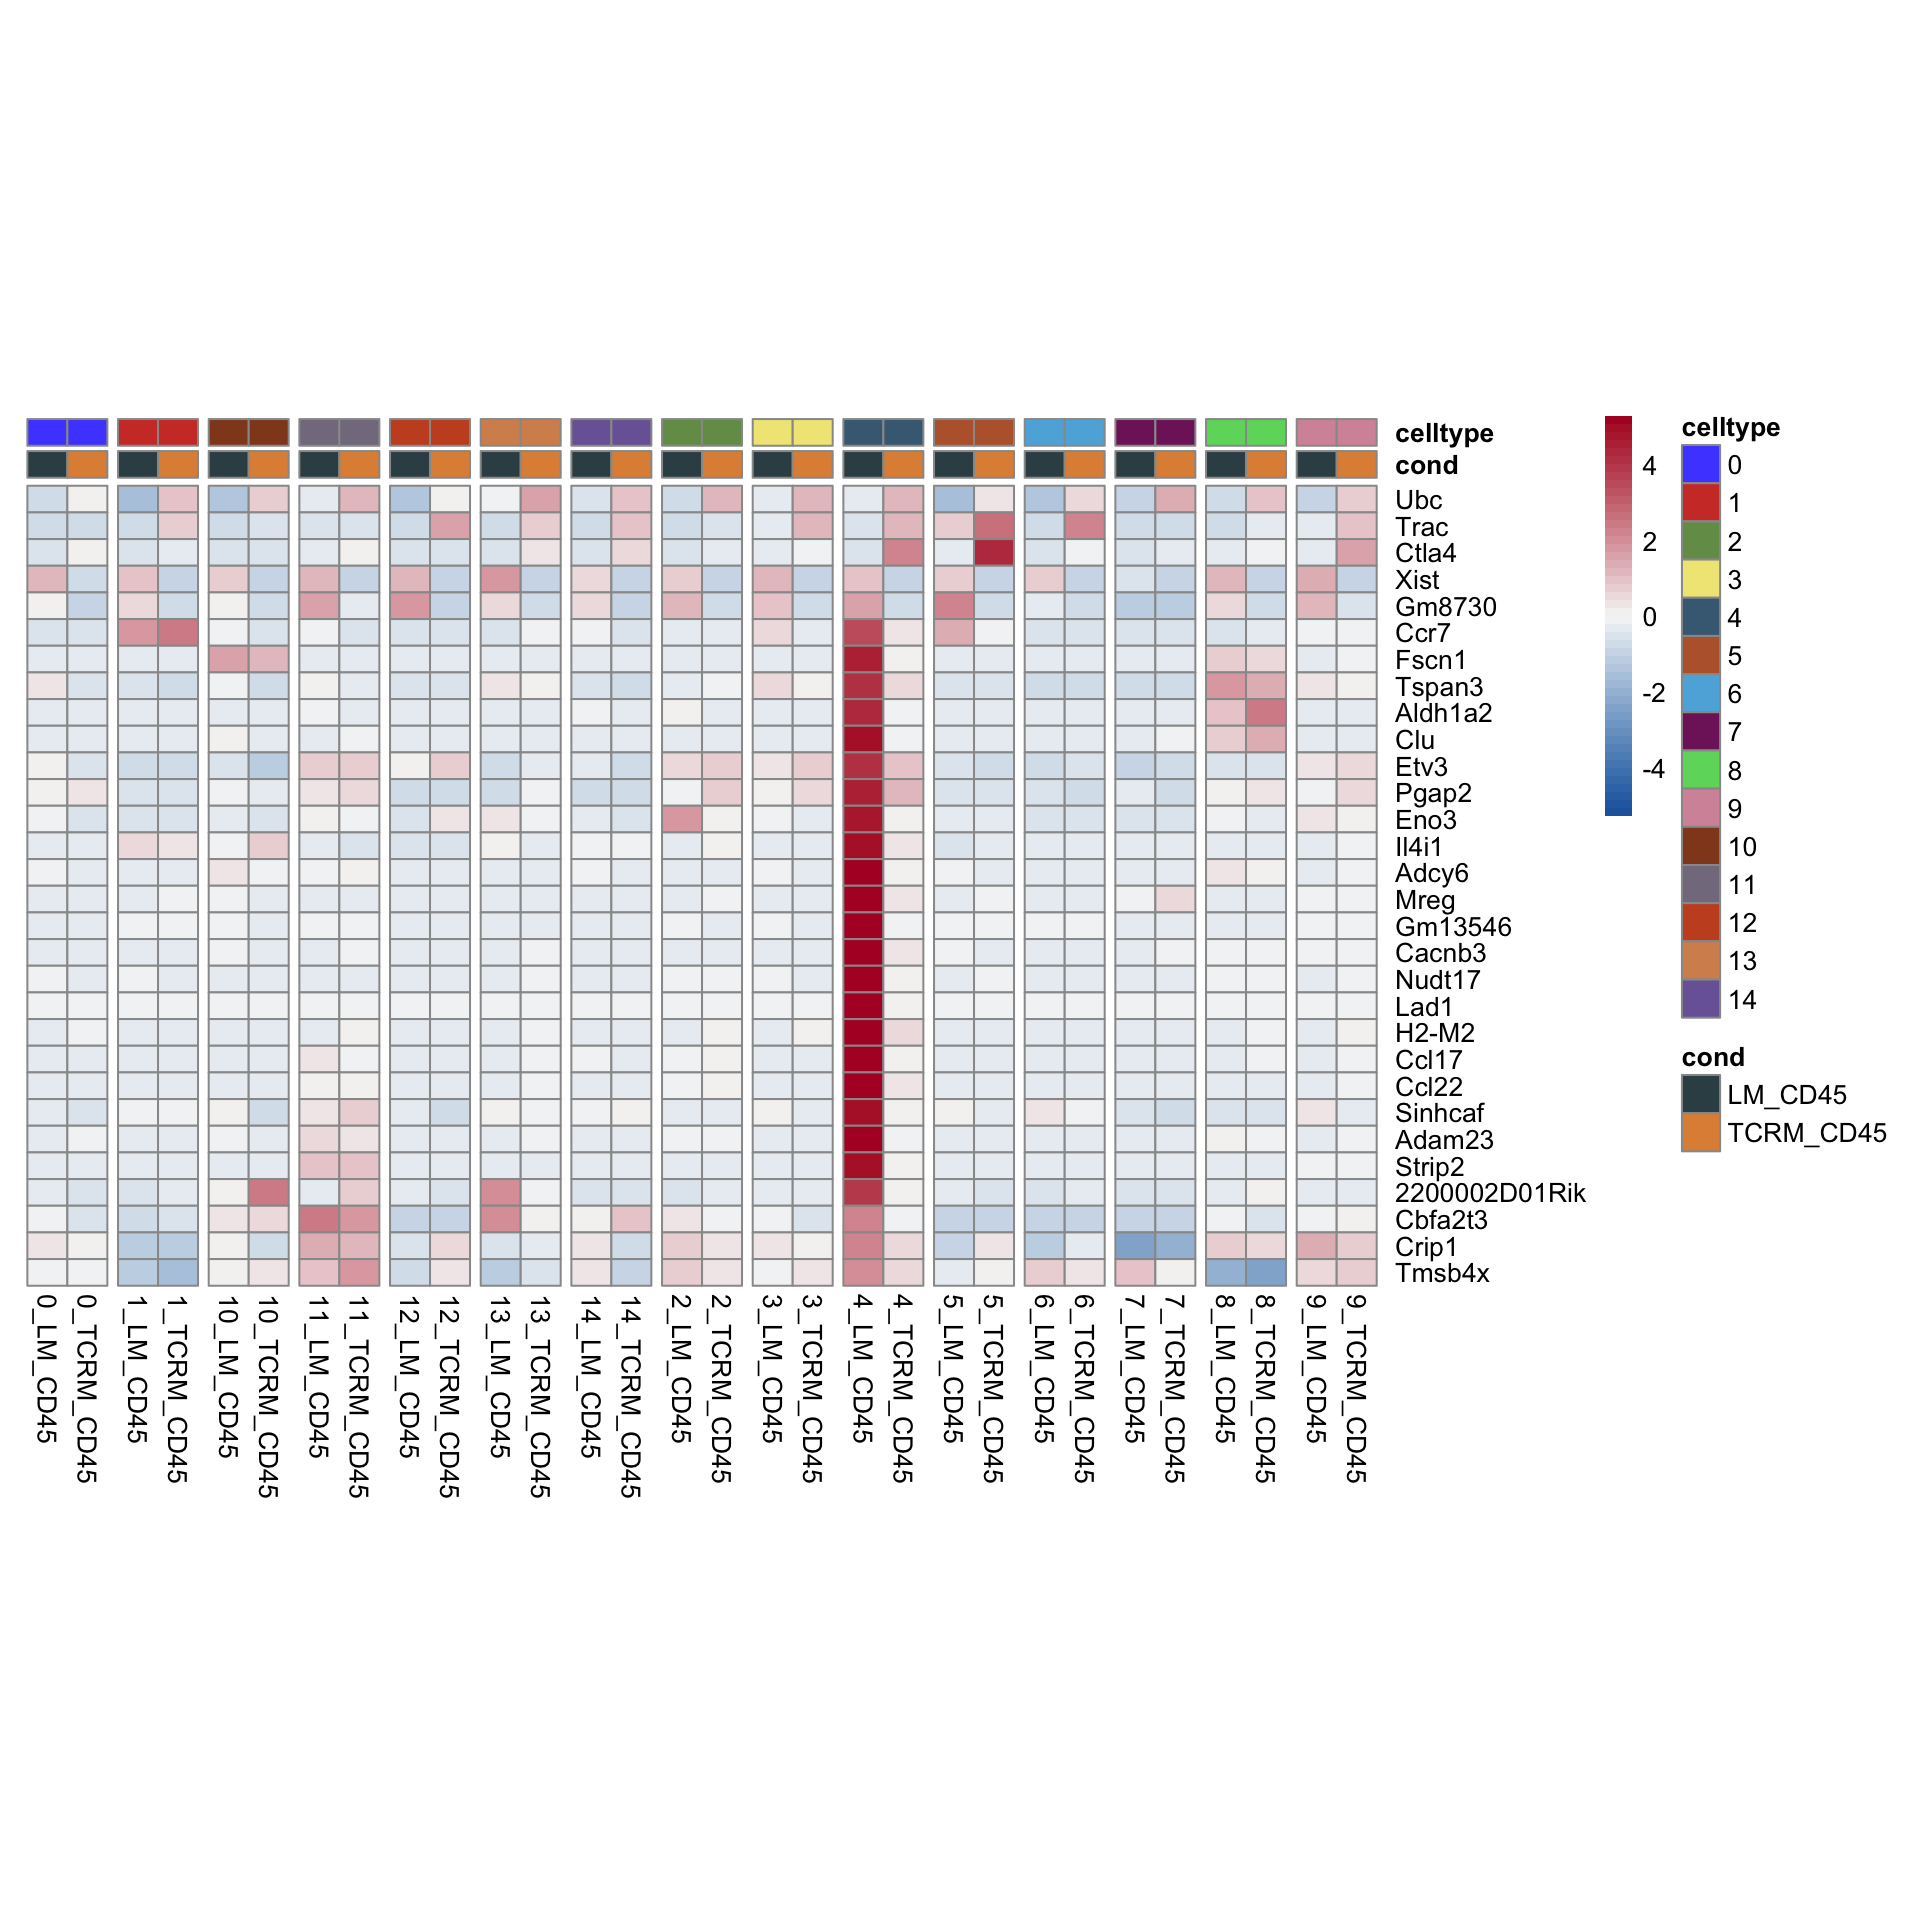 celltype
cond
Ubc
Trac
Ctla4
Xist
Gm8730
Ccr7
Fscn1
Tspan3
Aldh1a2
Clu
Etv3
Pgap2
Eno3
Il4i1
Adcy6
Mreg
Gm13546
Cacnb3
Nudt17
Lad1
H2-M2
Ccl17
Ccl22
Sinhcaf
Adam23
Strip2
2200002D01Rik
Cbfa2t3
Crip1
Tmsb4x
0_LM_CD45
0_TCRM_CD45
1_LM_CD45
1_TCRM_CD45
10_LM_CD45
10_TCRM_CD45
11_LM_CD45
11_TCRM_CD45
12_LM_CD45
12_TCRM_CD45
13_LM_CD45
13_TCRM_CD45
14_LM_CD45
14_TCRM_CD45
2_LM_CD45
2_TCRM_CD45
3_LM_CD45
3_TCRM_CD45
4_LM_CD45
4_TCRM_CD45
5_LM_CD45
5_TCRM_CD45
6_LM_CD45
6_TCRM_CD45
7_LM_CD45
7_TCRM_CD45
8_LM_CD45
8_TCRM_CD45
9_LM_CD45
9_TCRM_CD45
4
2
0
-2
-4
celltype
0
1
2
3
4
5
6
7
8
9
10
11
12
13
14
cond
LM_CD45
TCRM_CD45